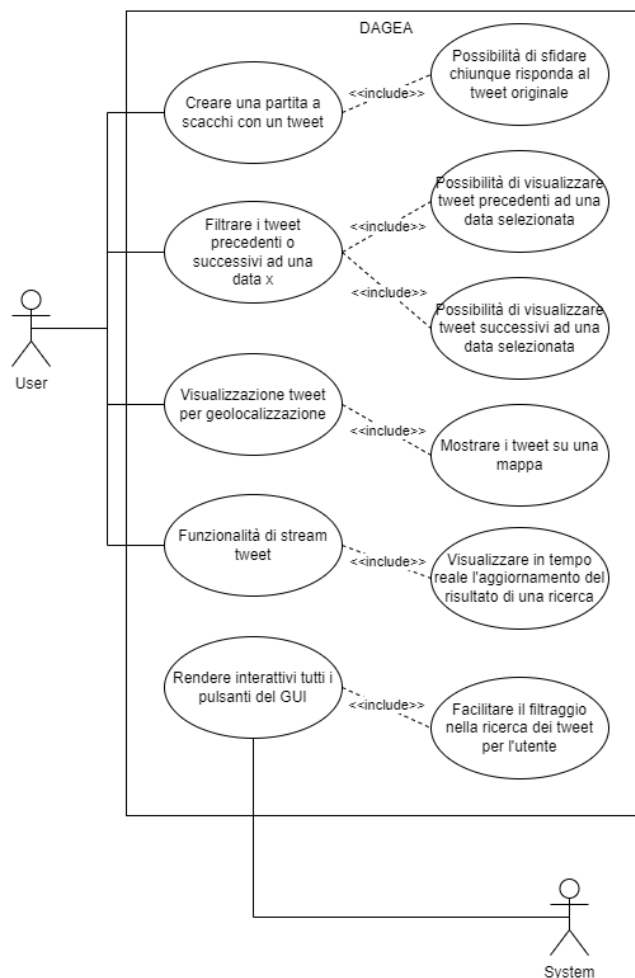 DAGEA
Creare una partita a
scacchi con un tweet
<<include>>
Possibilità di sfidare
chiunque risponda al
tweet originale
Filtrare i tweet
precedenti o
successivi ad una
data x
<<include>>
Possibilità di visualizzare
tweet precedenti ad una
data selezionata
<<include>>
Possibilità di visualizzare
tweet successivi ad una
data selezionata
User
Visualizzazione tweet
per geolocalizzazione
<<include>>
Mostrare i tweet su una
mappa
Funzionalità di stream
tweet
<<include>>
Visualizzare in tempo
reale l'aggiornamento del
risultato di una ricerca
Rendere interattivi tutti i
pulsanti del GUI
<<include>>
Facilitare il filtraggio
nella ricerca dei tweet
per l'utente
System